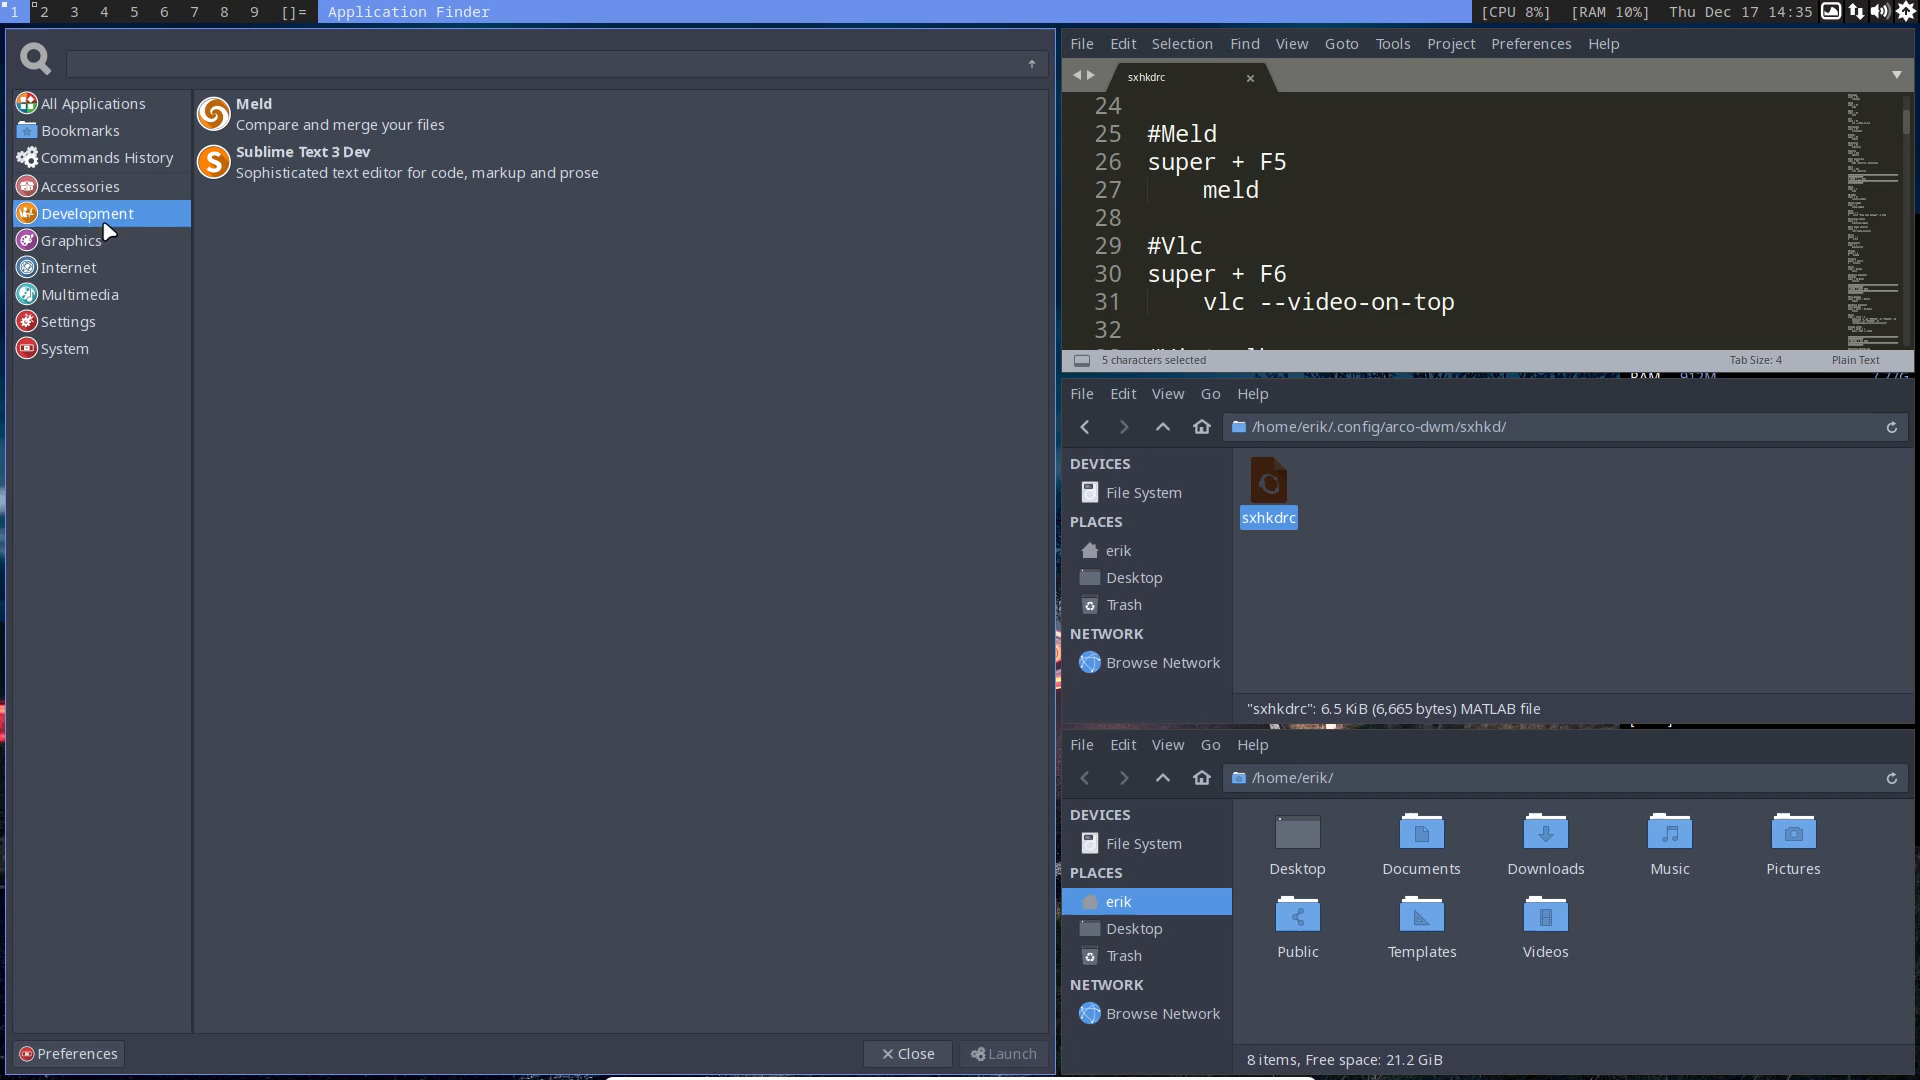 1 2 3 4 5 6 7 8 9 []= Application Finder [CPU 8%] [RAM 10%] Thu Dec 17 14:35
All Applications
Bookmarks
Commands History
Accessories
Development
Graphics
Internet
Multimedia
Settings
System
Meld
Compare and merge your files
Sublime Text 3 Dev
Sophisticated text editor for code, markup and prose
Preferences
Close
Launch
File Edit Selection Find View Goto Tools Project Preferences Help
sxhkdrc
24
25 #Meld
26 super + F5
27 meld
28
29 #Vlc
30 super + F6
31 vlc --video-on-top
32
5 characters selected Tab Size: 4 Plain Text
File Edit View Go Help
/home/erik/.config/arco-dwm/sxhkd/
DEVICES
File System
PLACES
erik
Desktop
Trash
NETWORK
Browse Network
sxhkdrc
"sxhkdrc": 6.5 KiB (6,665 bytes) MATLAB file
File Edit View Go Help
/home/erik/
DEVICES
File System
PLACES
erik
Desktop
Trash
NETWORK
Browse Network
Desktop Documents Downloads Music Pictures
Public Templates Videos
8 items, Free space: 21.2 GiB